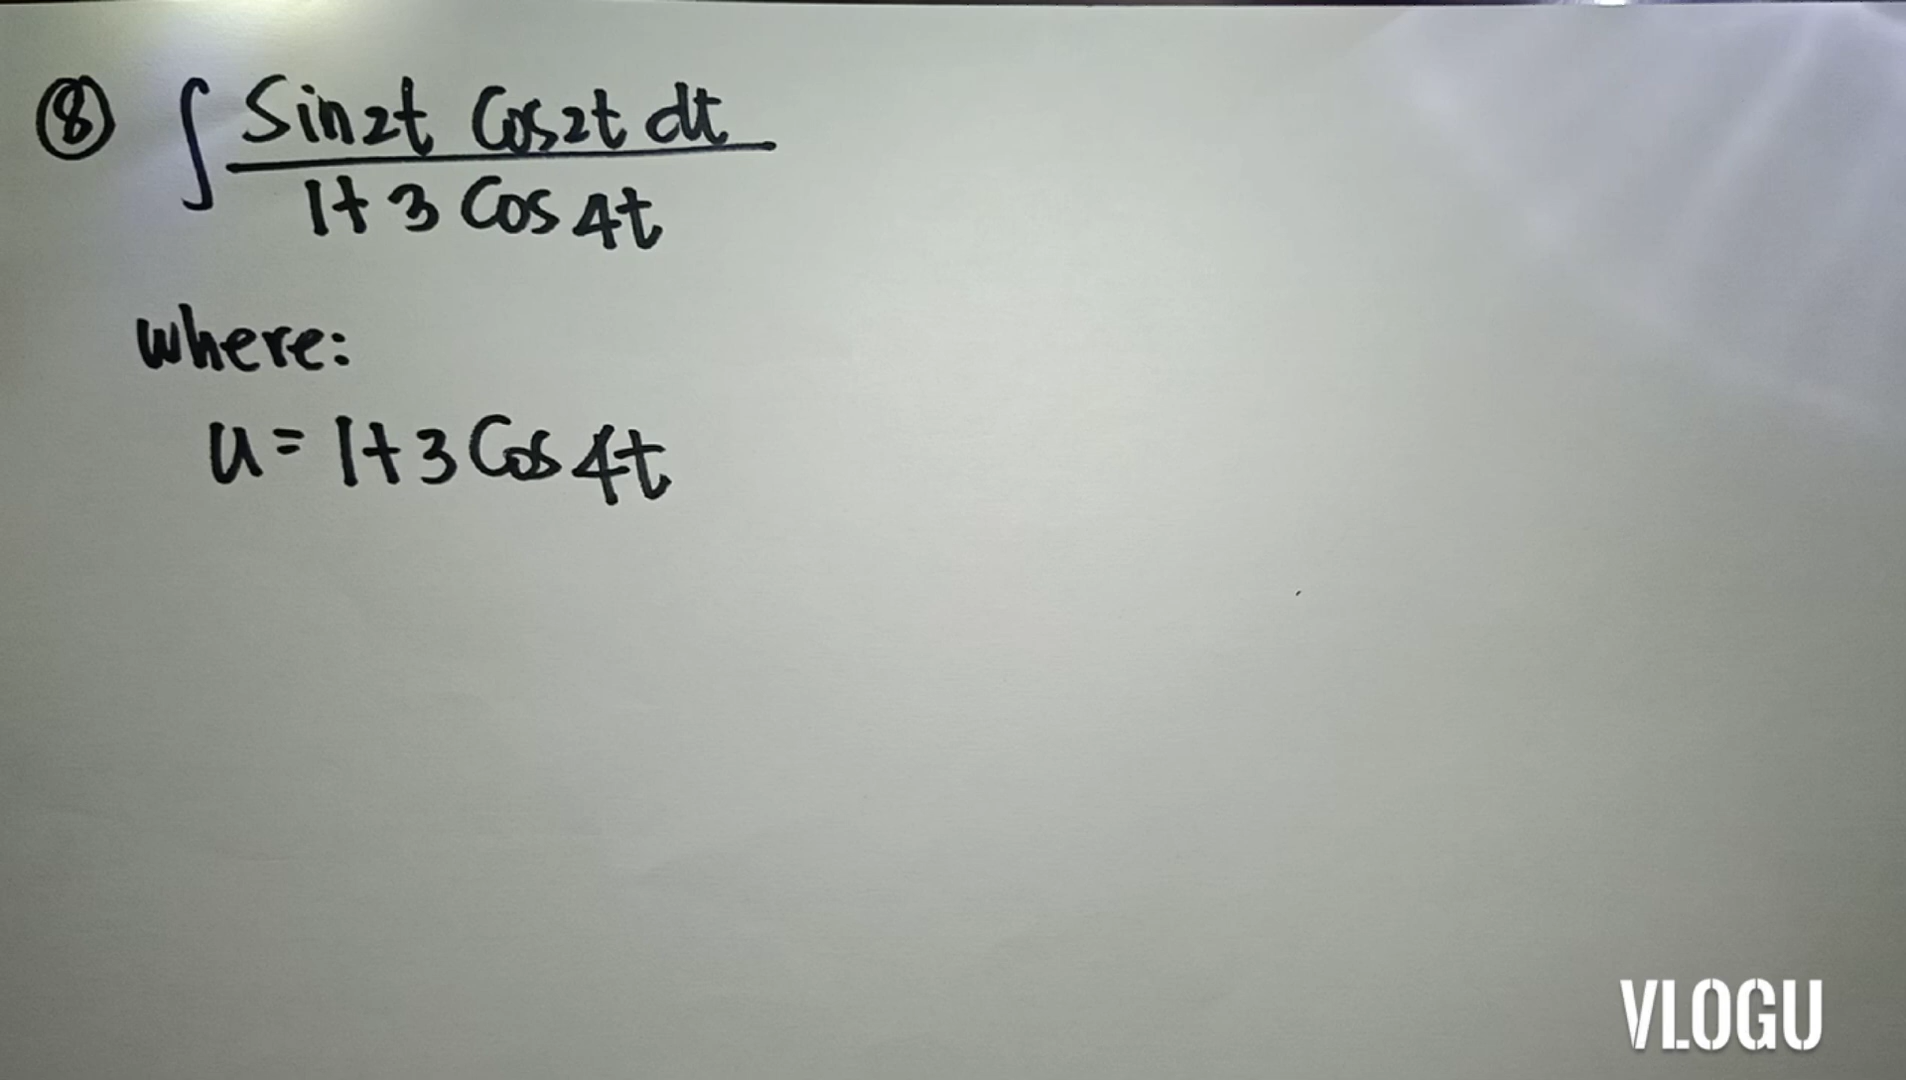 ⑧ ∫ Sin2t Cos2t dt
1+3 Cos 4t
where:
u = 1+3 Cos 4t
VLOGU